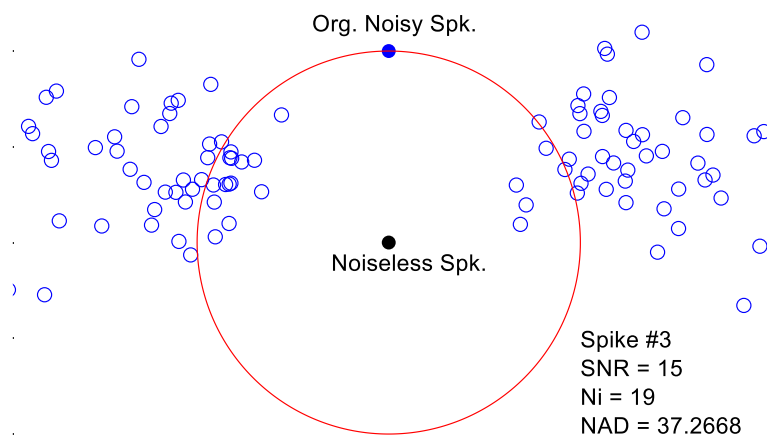 Org. Noisy Spk.
Noiseless Spk.
Spike #3
SNR = 15
Ni = 19
NAD = 37.2668